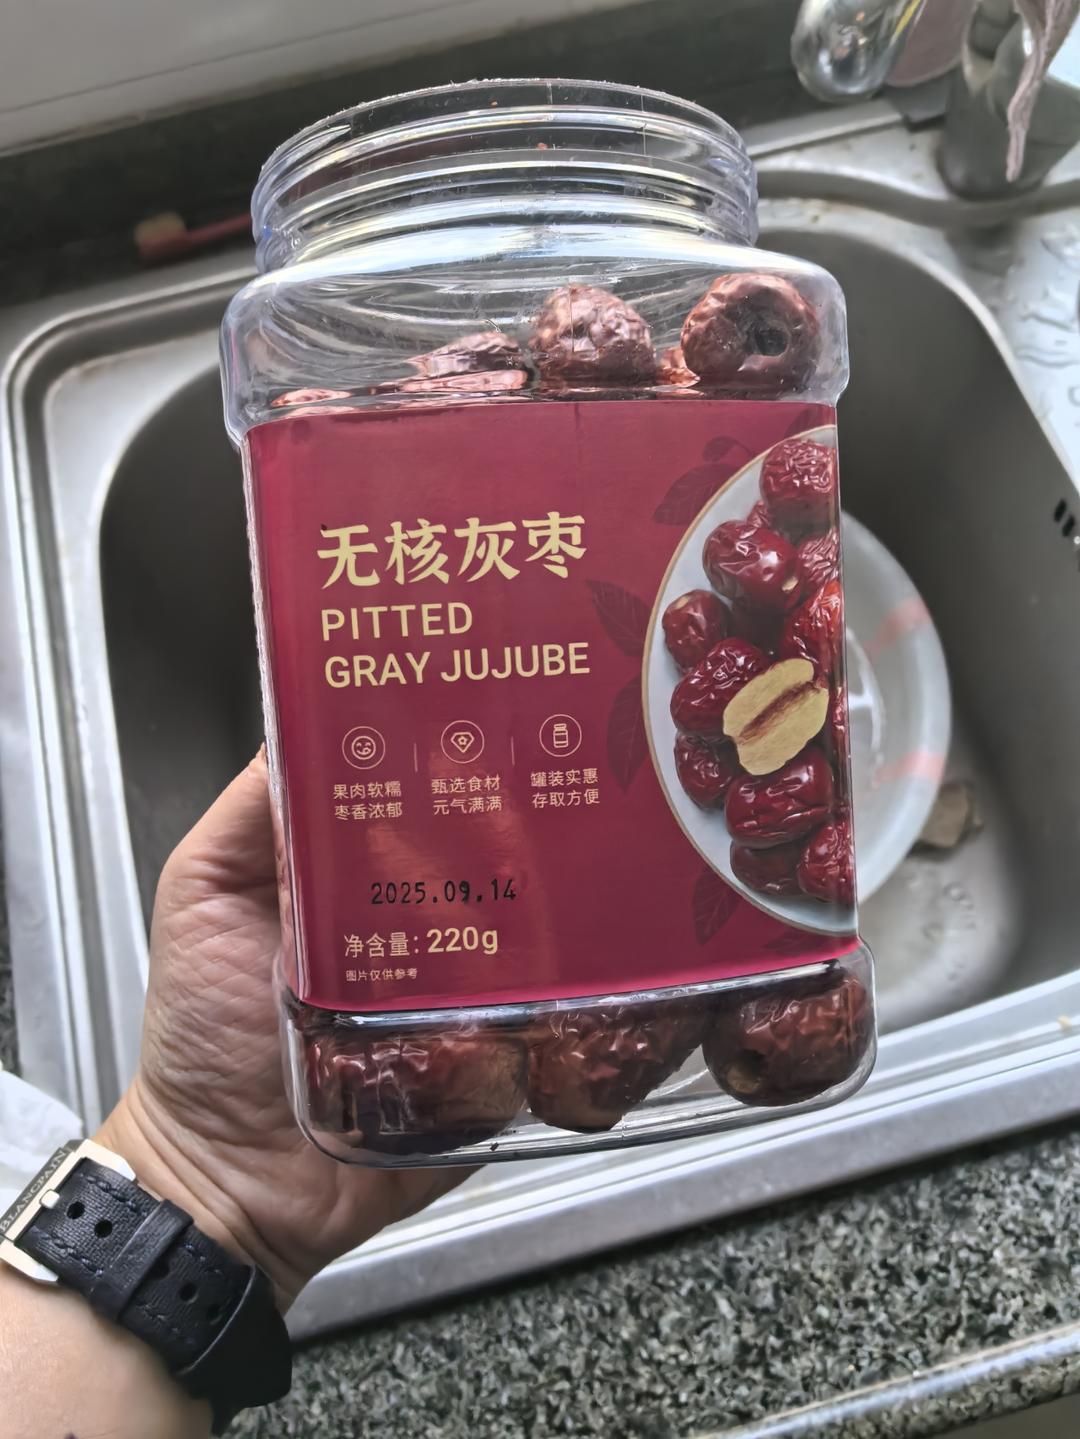 无核灰枣
PITTED
GRAY JUJUBE
果肉软糯
枣香浓郁
甄选食材
元气满满
罐装实惠
存取方便
2025.09.14
净含量:220g
图片仅供参考
BLANCPAIN